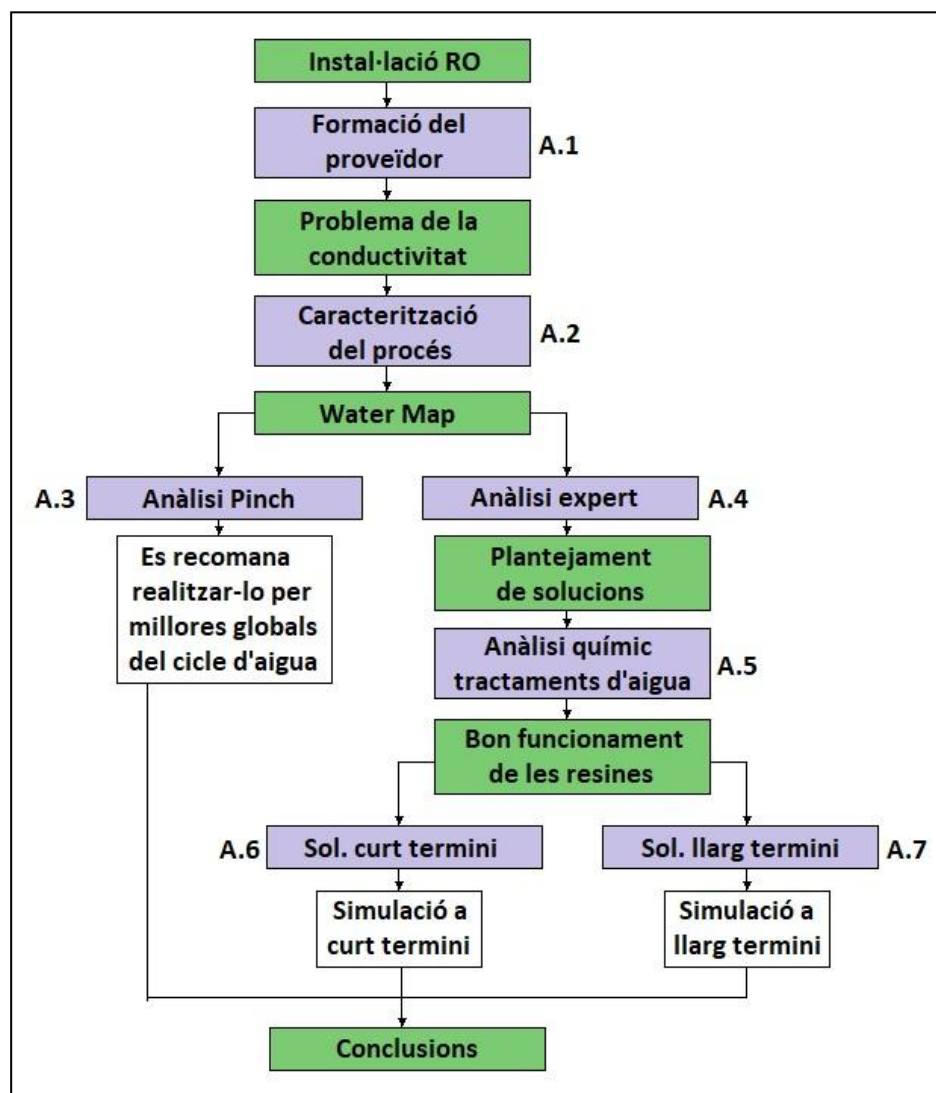 Instal·lació RO
Formació del
proveïdor
A.1
Problema de la
conductivitat
Caracterització
del procés
A.2
Water Map
A.3
Anàlisi Pinch
Anàlisi expert
A.4
Es recomana
realitzar-lo per
millores globals
del cicle d'aigua
Plantejament
de solucions
Anàlisi químic
tractaments d'aigua
A.5
Bon funcionament
de les resines
A.6
Sol. curt termini
Sol. llarg termini
A.7
Simulació a
curt termini
Simulació a
llarg termini
Conclusions